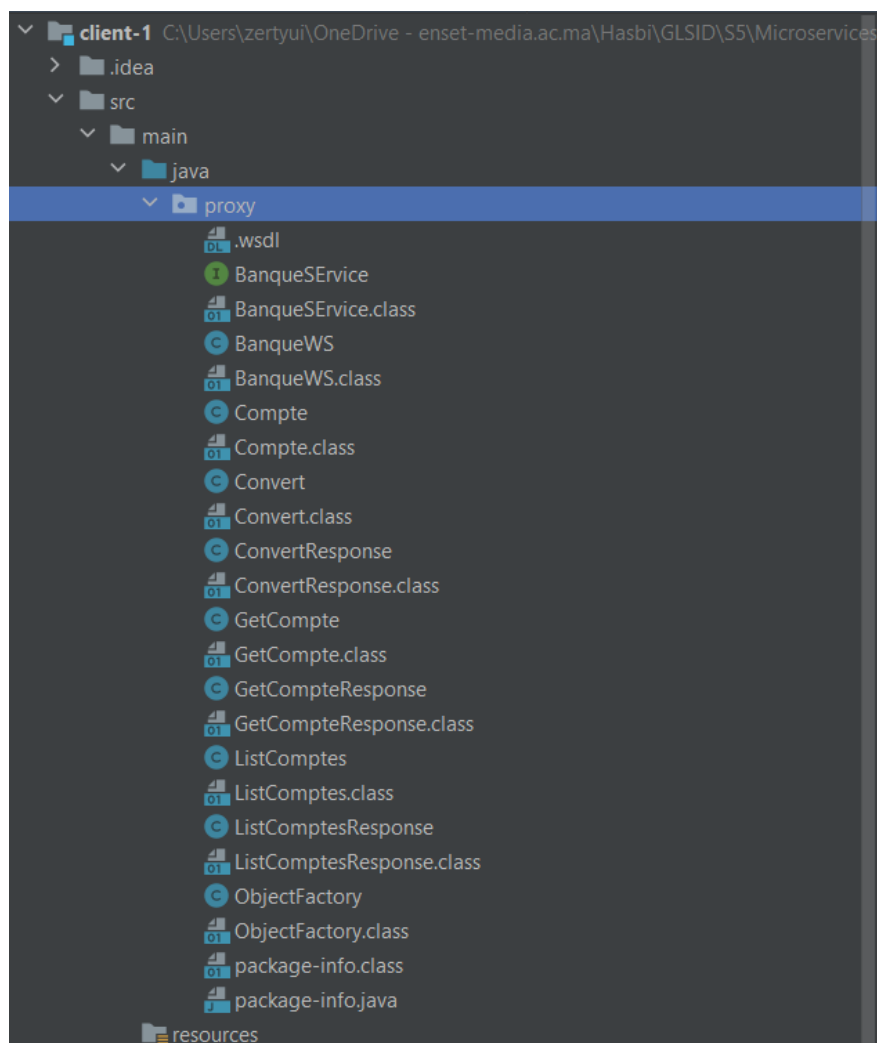 client-1 C:\Users\zertyui\OneDrive - enset-media.ac.ma\Hasbi\GLSID\S5\Microservices
.idea
src
main
java
proxy
.wsdl
BanqueSErvice
BanqueSErvice.class
BanqueWS
BanqueWS.class
Compte
Compte.class
Convert
Convert.class
ConvertResponse
ConvertResponse.class
GetCompte
GetCompte.class
GetCompteResponse
GetCompteResponse.class
ListComptes
ListComptes.class
ListComptesResponse
ListComptesResponse.class
ObjectFactory
ObjectFactory.class
package-info.class
package-info.java
resources